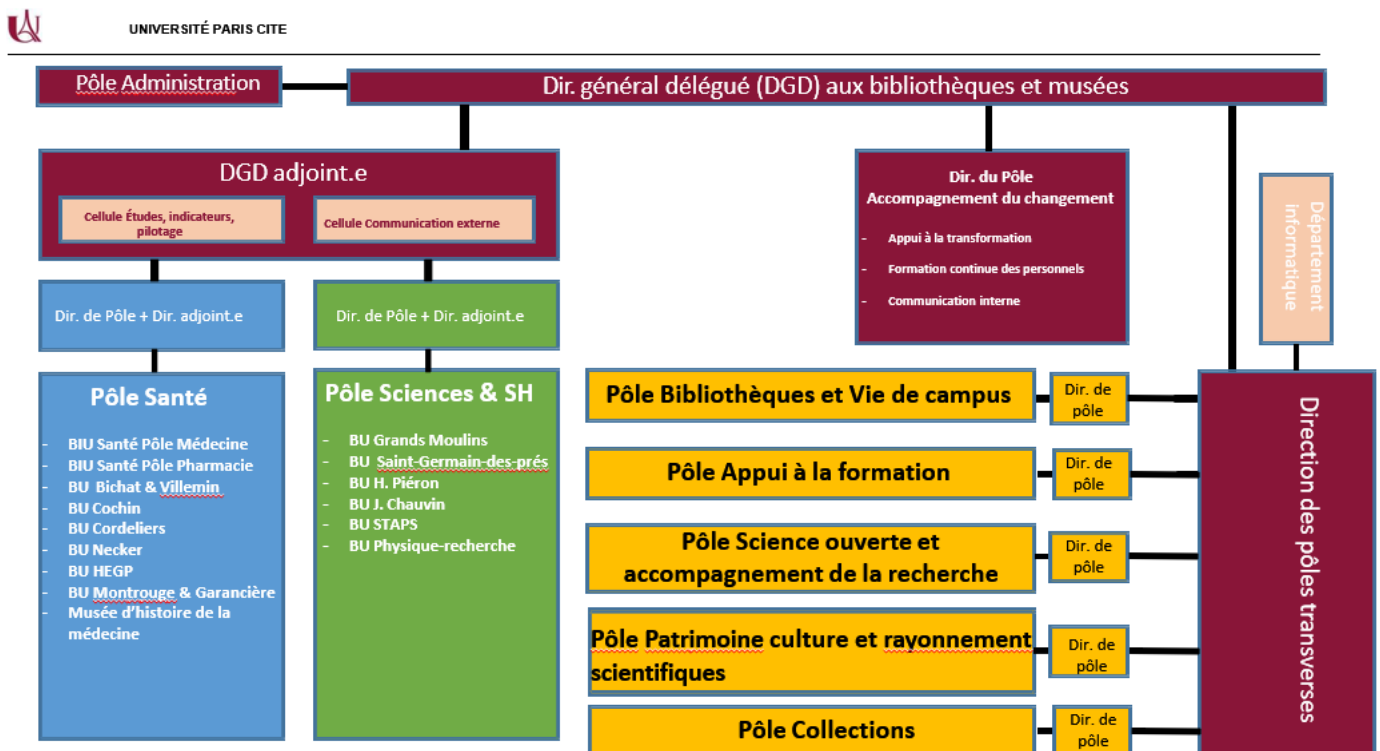 UNIVERSITÉ PARIS CITE
Pôle Administration
Dir. général délégué (DGD) aux bibliothèques et musées
DGD adjoint.e
Cellule Études, indicateurs,
pilotage
Cellule Communication externe
Dir. du Pôle
Accompagnement du changement
- Appui à la transformation
- Formation continue des personnels
- Communication interne
Département
informatique
Dir. de Pôle + Dir. adjoint.e
Dir. de Pôle + Dir. adjoint.e
Pôle Santé
- BIU Santé Pôle Médecine
- BIU Santé Pôle Pharmacie
- BU Bichat & Villemin
- BU Cochin
- BU Cordeliers
- BU Necker
- BU HEGP
- BU Montrouge & Garancière
- Musée d'histoire de la
médecine
Pôle Sciences & SH
- BU Grands Moulins
- BU Saint-Germain-des-prés
- BU H. Piéron
- BU J. Chauvin
- BU STAPS
- BU Physique-recherche
Pôle Bibliothèques et Vie de campus
Dir. de
pôle
Pôle Appui à la formation
Dir. de
pôle
Pôle Science ouverte et
accompagnement de la recherche
Dir. de
pôle
Pôle Patrimoine culture et rayonnement
scientifiques
Dir. de
pôle
Pôle Collections
Dir. de
pôle
Direction des pôles transverses